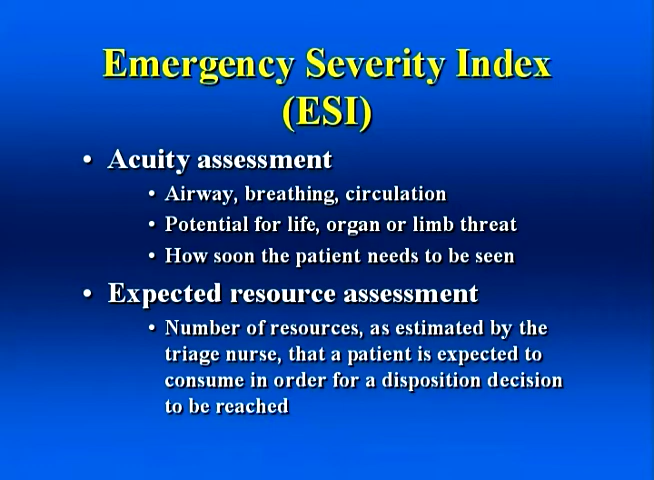 Emergency Severity Index
(ESI)
• Acuity assessment
• Airway, breathing, circulation
• Potential for life, organ or limb threat
• How soon the patient needs to be seen
• Expected resource assessment
• Number of resources, as estimated by the
triage nurse, that a patient is expected to
consume in order for a disposition decision
to be reached